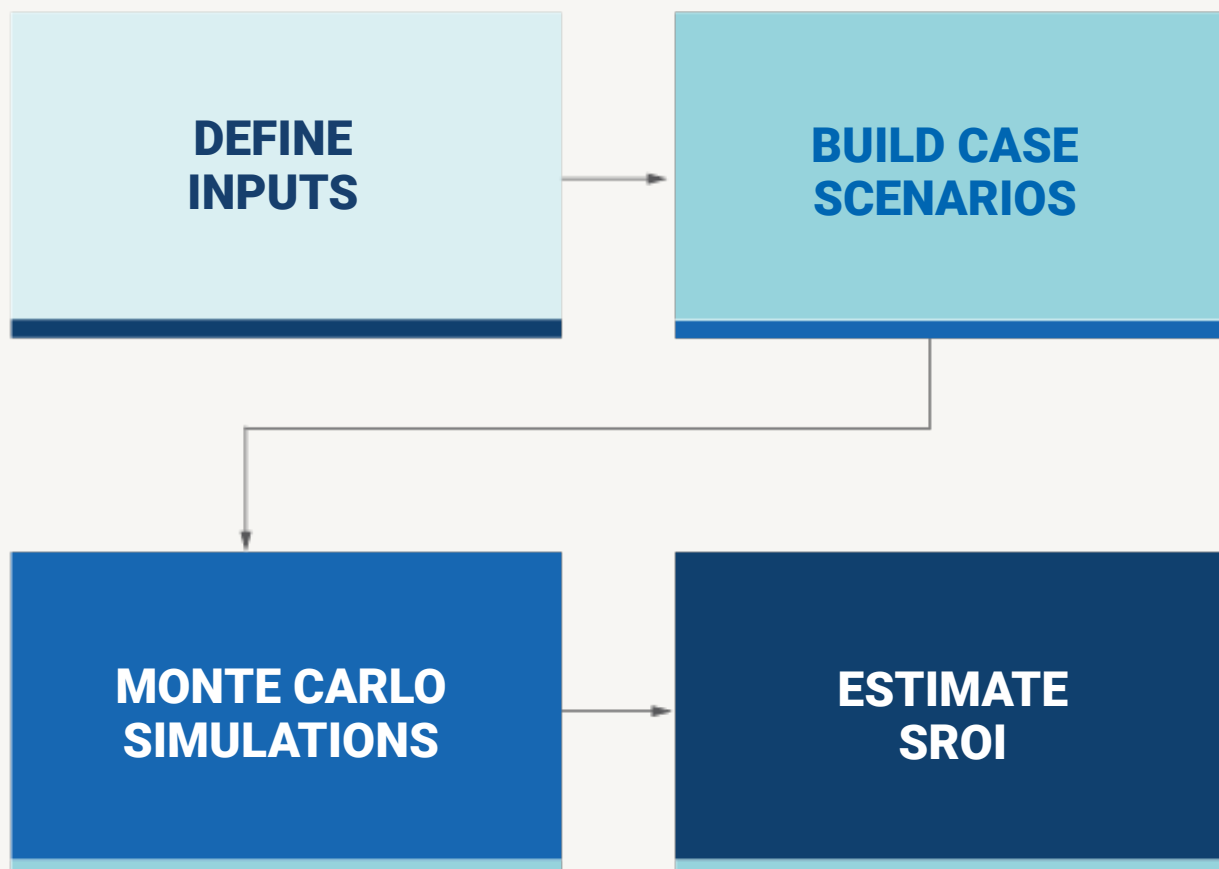 DEFINE
INPUTS
BUILD CASE
SCENARIOS
MONTE CARLO
SIMULATIONS
ESTIMATE
SROI